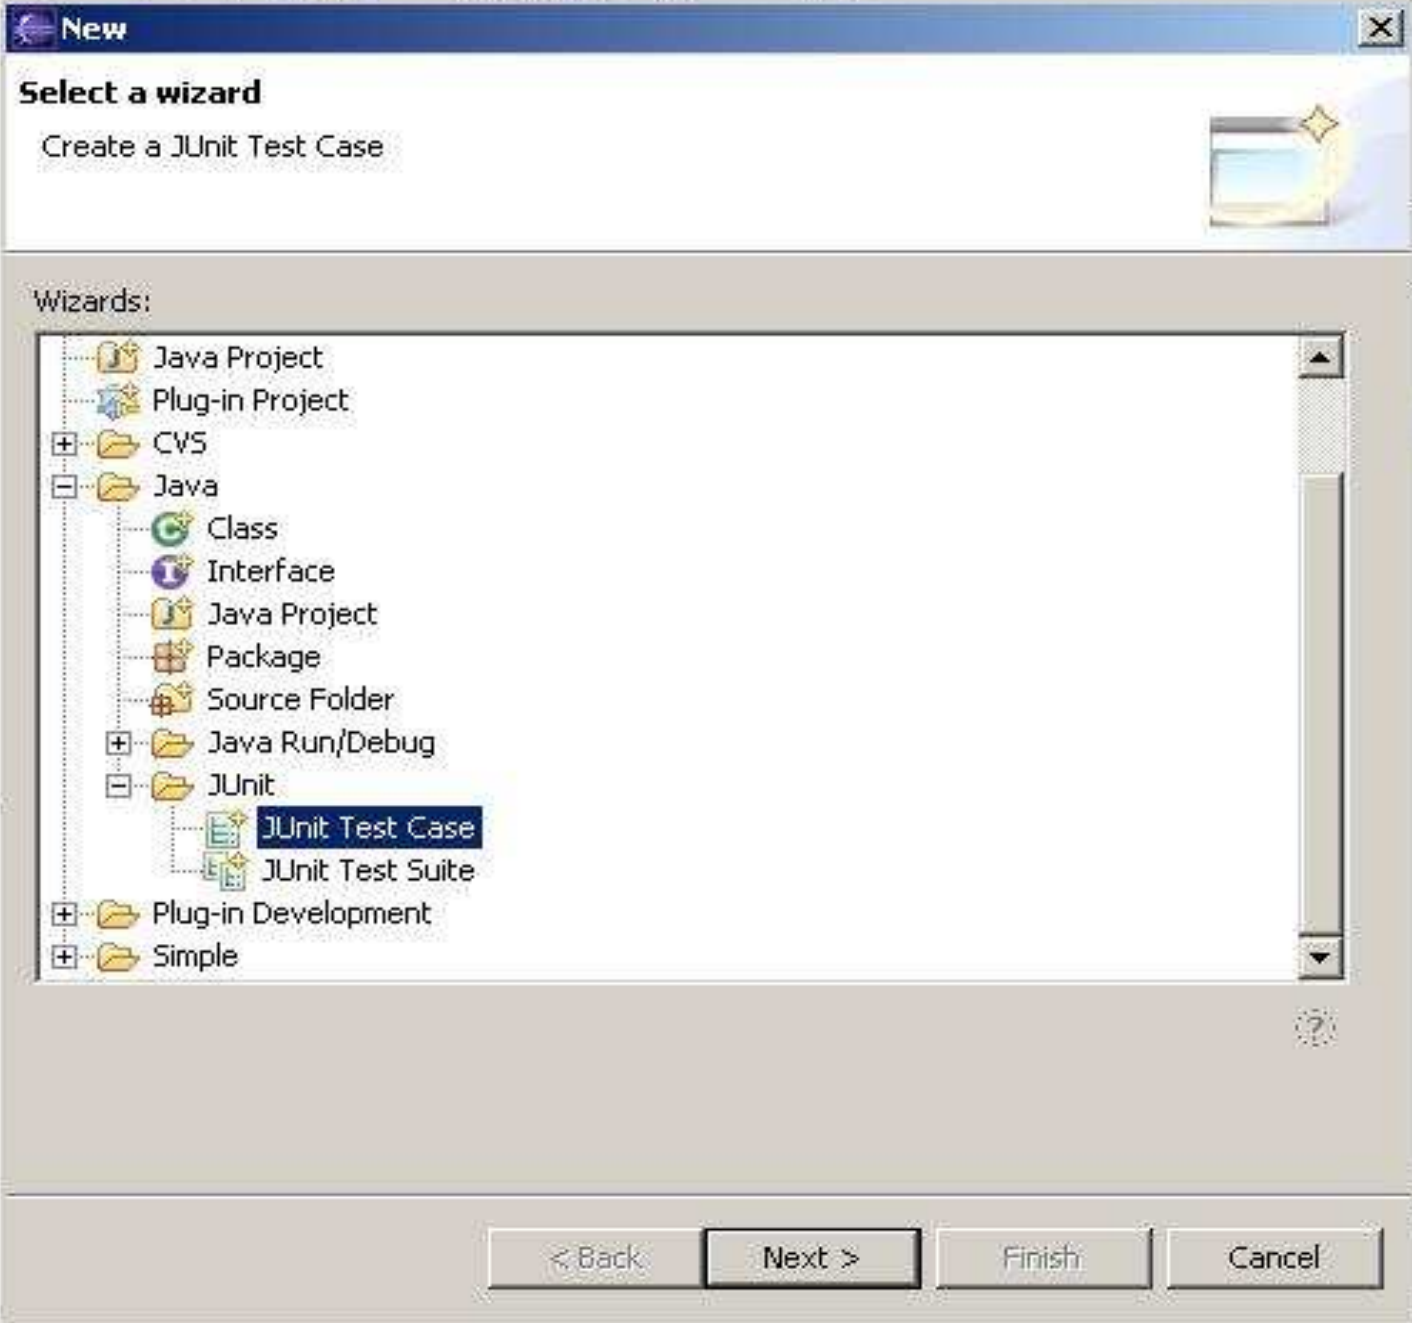 New
Select a wizard
Create a JUnit Test Case
Wizards:
Java Project
Plug-in Project
CVS
Java
Class
Interface
Java Project
Package
Source Folder
Java Run/Debug
JUnit
JUnit Test Case
JUnit Test Suite
Plug-in Development
Simple
?
< Back Next > Finish Cancel